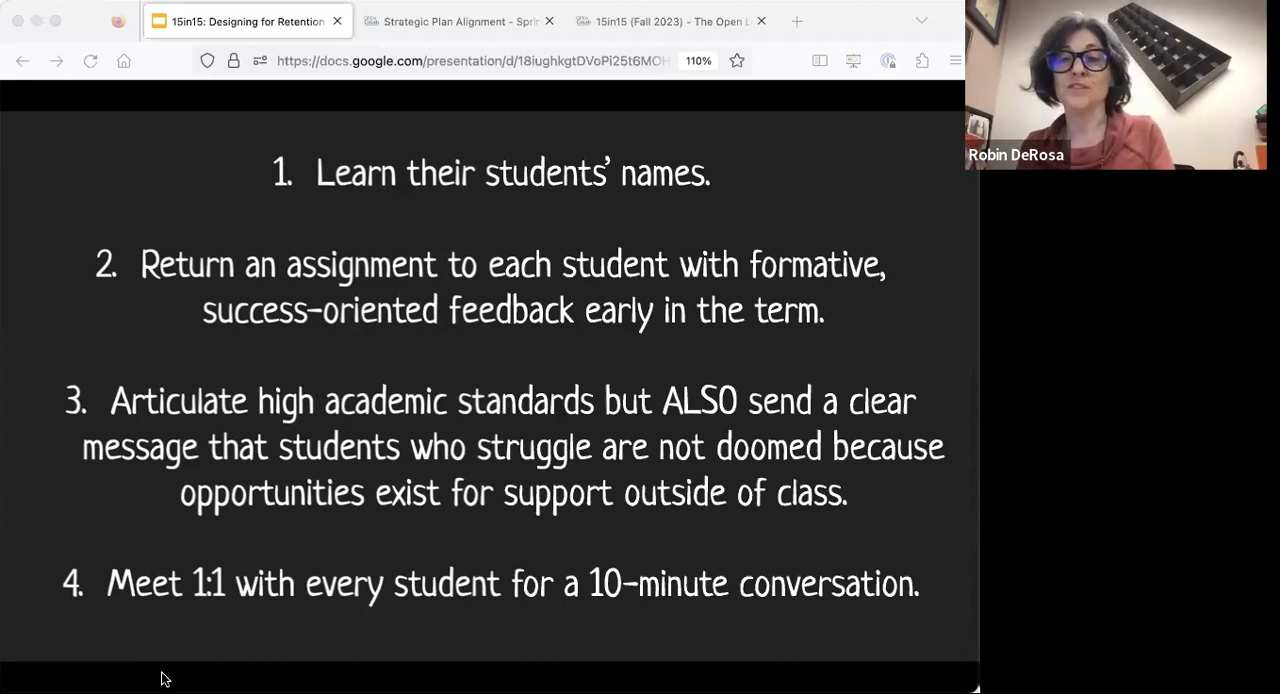 15in15: Designing for Retention
Strategic Plan Alignment - Spri
15in15 (Fall 2023) - The Open L
https://docs.google.com/presentation/d/18iughkgtDVoPi25t6MOH
110%
Robin DeRosa
1. Learn their students’ names.
2. Return an assignment to each student with formative,
success-oriented feedback early in the term.
3. Articulate high academic standards but ALSO send a clear
message that students who struggle are not doomed because
opportunities exist for support outside of class.
4. Meet 1:1 with every student for a 10-minute conversation.